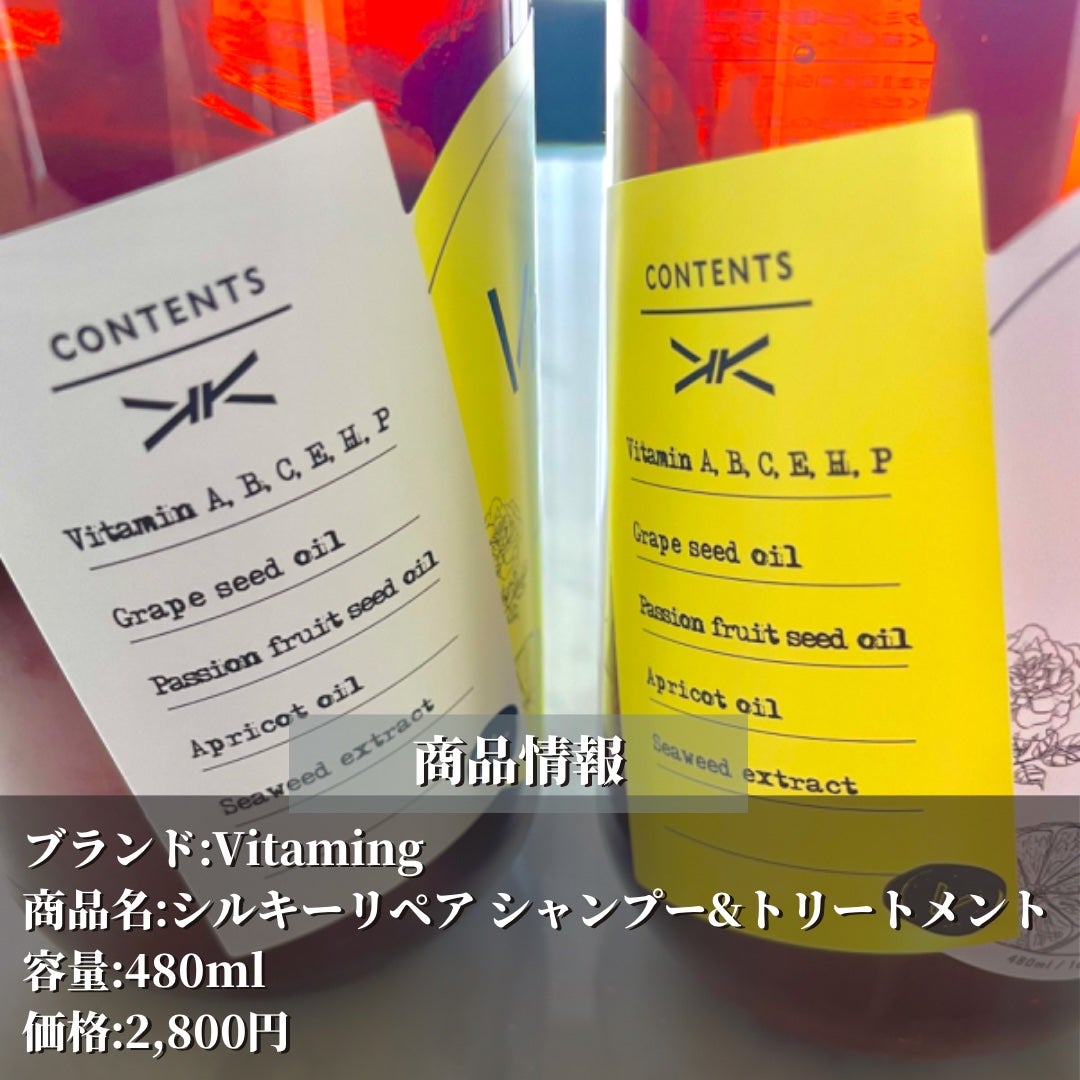 CONTENTS
Vitamin A, B, C, E, H, P
Grape seed oil
Passion fruit seed oil
Apricot oil
Seaweed extract
CONTENTS
Vitamin A, B, C, E, H, P
Grape seed oil
Passion fruit seed oil
Apricot oil
Seaweed extract
480ml
商品情報
ブランド:Vitaming
商品名:シルキーリペア シャンプー&トリートメント
容量:480ml
価格:2,800円